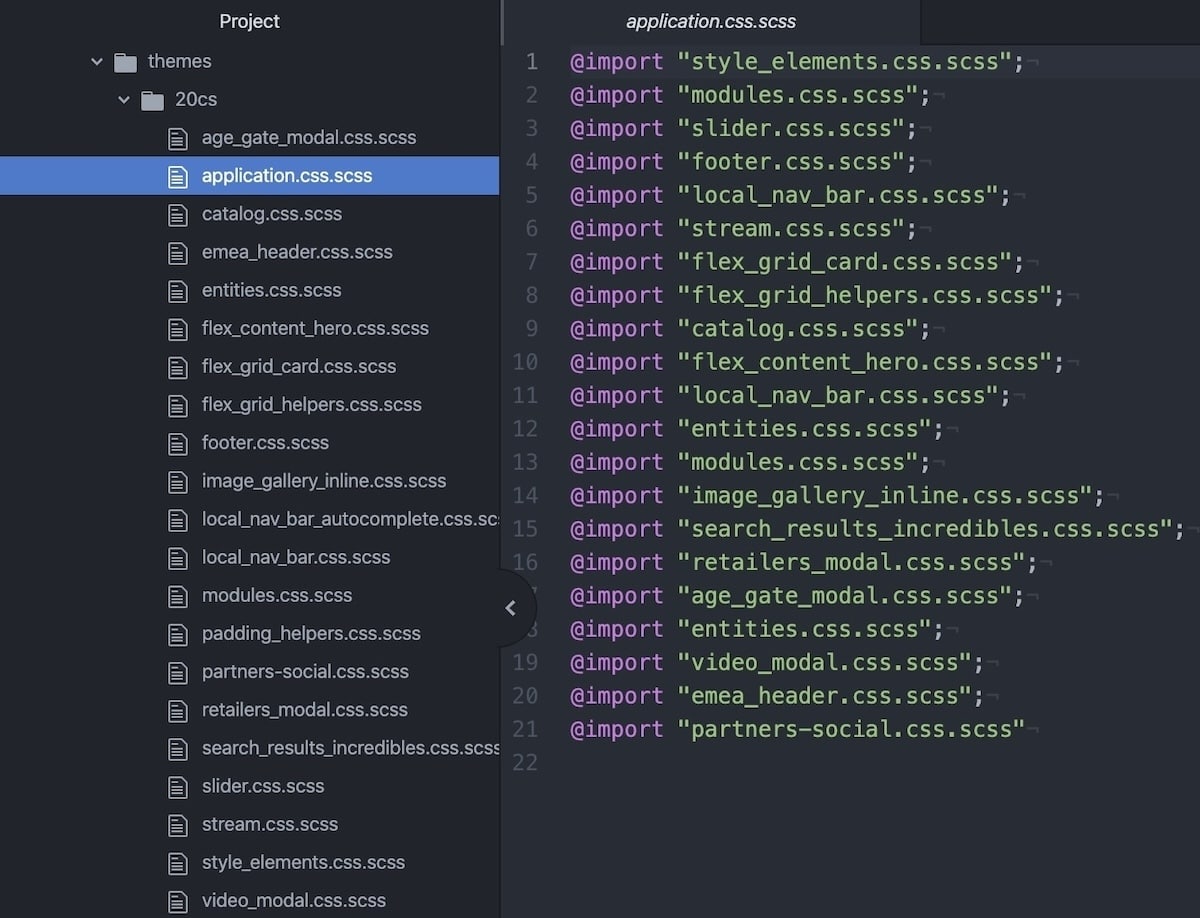 Project
themes
20cs
age_gate_modal.css.scss
application.css.scss
catalog.css.scss
emea_header.css.scss
entities.css.scss
flex_content_hero.css.scss
flex_grid_card.css.scss
flex_grid_helpers.css.scss
footer.css.scss
image_gallery_inline.css.scss
local_nav_bar_autocomplete.css.sc
local_nav_bar.css.scss
modules.css.scss
padding_helpers.css.scss
partners-social.css.scss
retailers_modal.css.scss
search_results_incredibles.css.scss
slider.css.scss
stream.css.scss
style_elements.css.scss
video_modal.css.scss
application.css.scss
1 @import "style_elements.css.scss";¬
2 @import "modules.css.scss";¬
3 @import "slider.css.scss";¬
4 @import "footer.css.scss";¬
5 @import "local_nav_bar.css.scss";¬
6 @import "stream.css.scss";¬
7 @import "flex_grid_card.css.scss";¬
8 @import "flex_grid_helpers.css.scss";¬
9 @import "catalog.css.scss";¬
10 @import "flex_content_hero.css.scss";¬
11 @import "local_nav_bar.css.scss";¬
12 @import "entities.css.scss";¬
13 @import "modules.css.scss";¬
14 @import "image_gallery_inline.css.scss";¬
15 @import "search_results_incredibles.css.scss";¬
16 @import "retailers_modal.css.scss";¬
@import "age_gate_modal.css.scss";¬
@import "entities.css.scss";¬
19 @import "video_modal.css.scss";¬
20 @import "emea_header.css.scss";¬
21 @import "partners-social.css.scss"¬
22